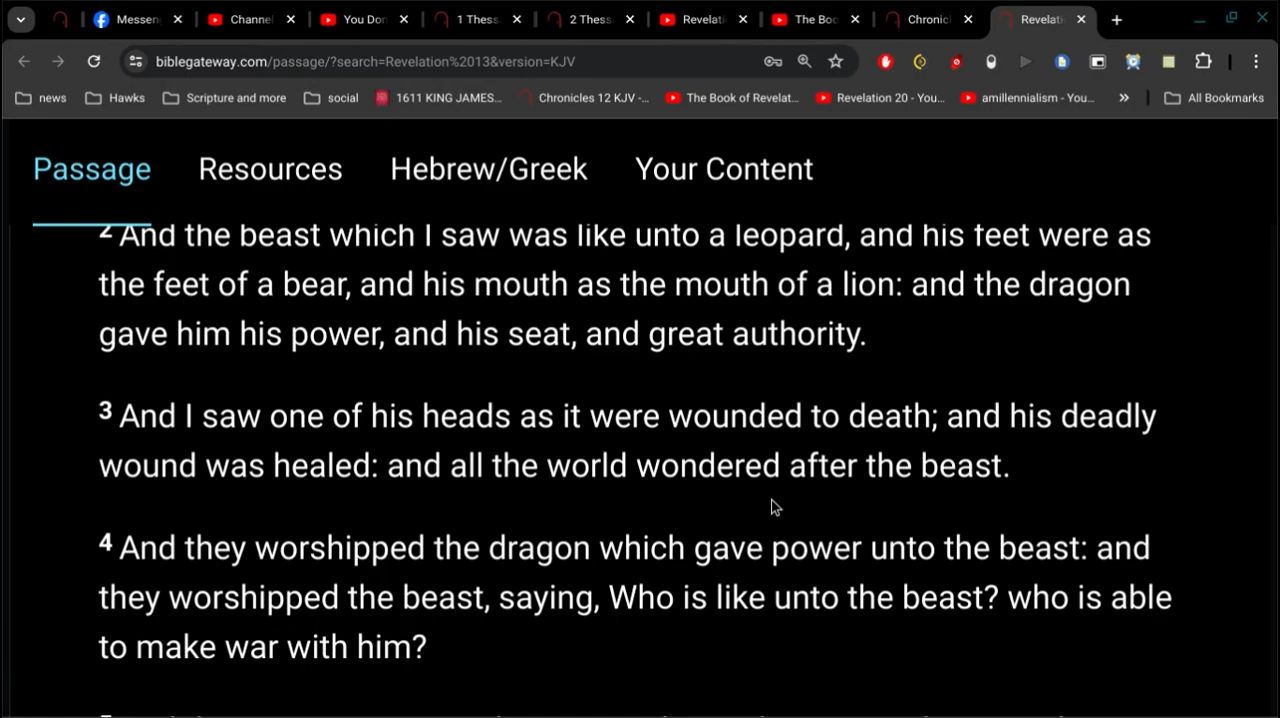 Messen
Channel
You Don
1 Thess
2 Thess
Revelati
The Boo
Chronicl
Revelati
biblegateway.com/passage/?search=Revelation%2013&version=KJV
news
Hawks
Scripture and more
social
1611 KING JAMES...
Chronicles 12 KJV -...
The Book of Revelat...
Revelation 20 - You...
amillennialism - You...
All Bookmarks
Passage
Resources
Hebrew/Greek
Your Content
2 And the beast which I saw was like unto a leopard, and his feet were as
the feet of a bear, and his mouth as the mouth of a lion: and the dragon
gave him his power, and his seat, and great authority.
3 And I saw one of his heads as it were wounded to death; and his deadly
wound was healed: and all the world wondered after the beast.
4 And they worshipped the dragon which gave power unto the beast: and
they worshipped the beast, saying, Who is like unto the beast? who is able
to make war with him?